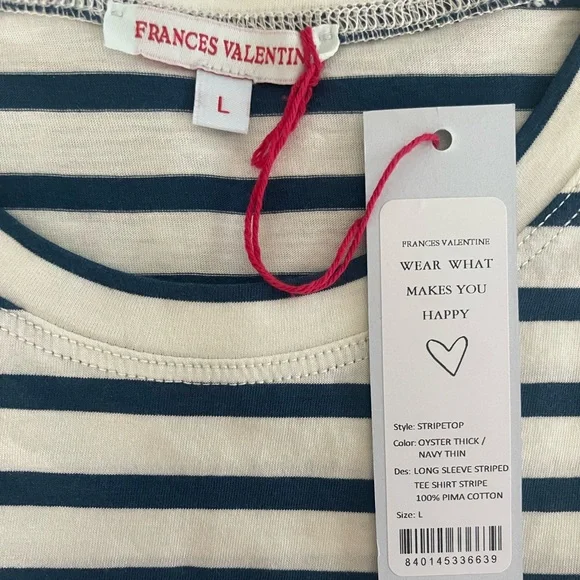 FRANCES VALENTINE
L
FRANCES VALENTINE
WEAR WHAT
MAKES YOU
HAPPY
Style: STRIPETOP
Color: OYSTER THICK /
NAVY THIN
Des: LONG SLEEVE STRIPED
TEE SHIRT STRIPE
100% PIMA COTTON
Size: L
840145336639